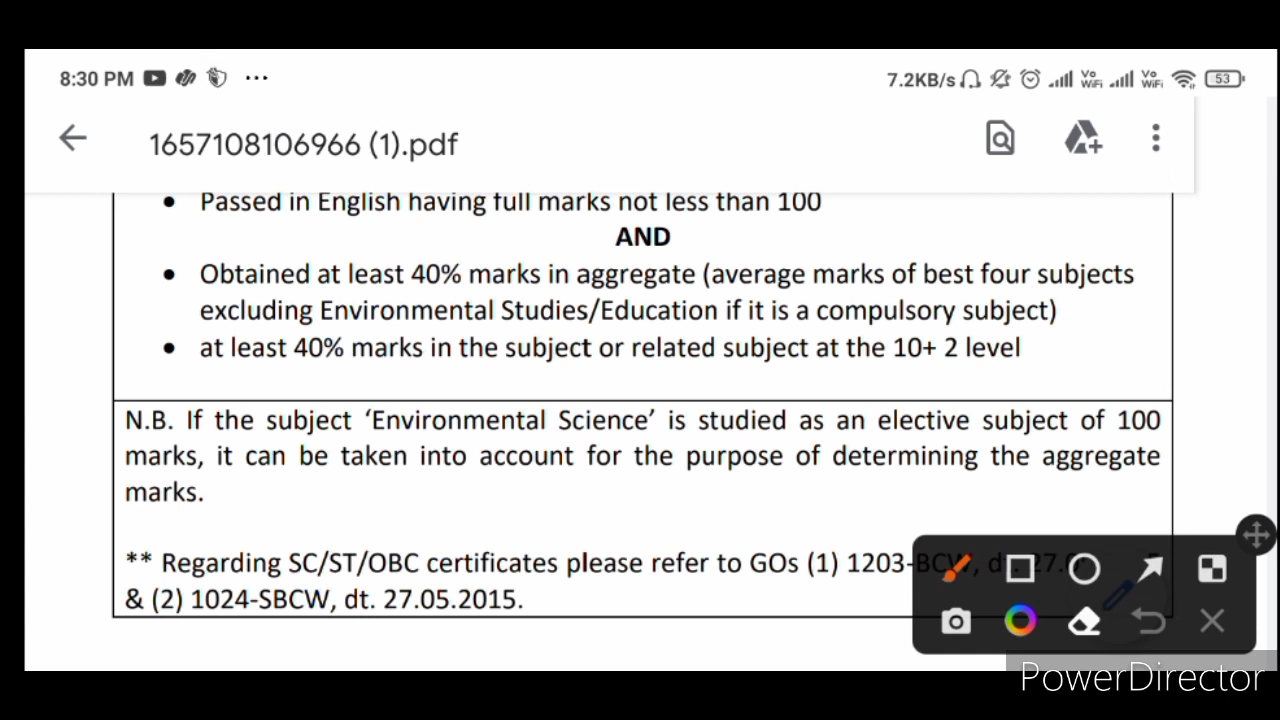 8:30 PM
7.2KB/s
Vo WiFi
Vo WiFi
53
1657108106966 (1).pdf
• Passed in English having full marks not less than 100
AND
• Obtained at least 40% marks in aggregate (average marks of best four subjects
excluding Environmental Studies/Education if it is a compulsory subject)
• at least 40% marks in the subject or related subject at the 10+ 2 level
N.B. If the subject ‘Environmental Science’ is studied as an elective subject of 100
marks, it can be taken into account for the purpose of determining the aggregate
marks.
** Regarding SC/ST/OBC certificates please refer to GOs (1) 1203-BCW,
& (2) 1024-SBCW, dt. 27.05.2015.
PowerDirector